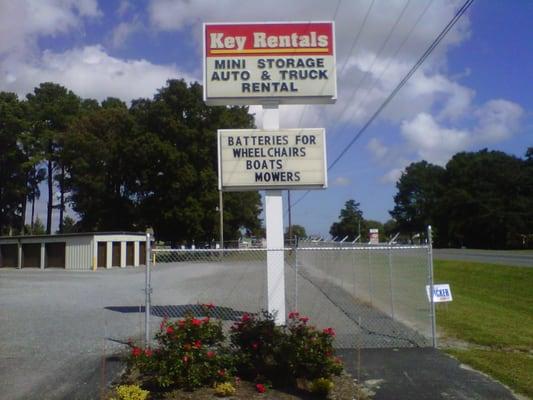 Key Rentals
MINI STORAGE
AUTO & TRUCK
RENTAL
BATTERIES FOR
WHEELCHAIRS
BOATS
MOWERS